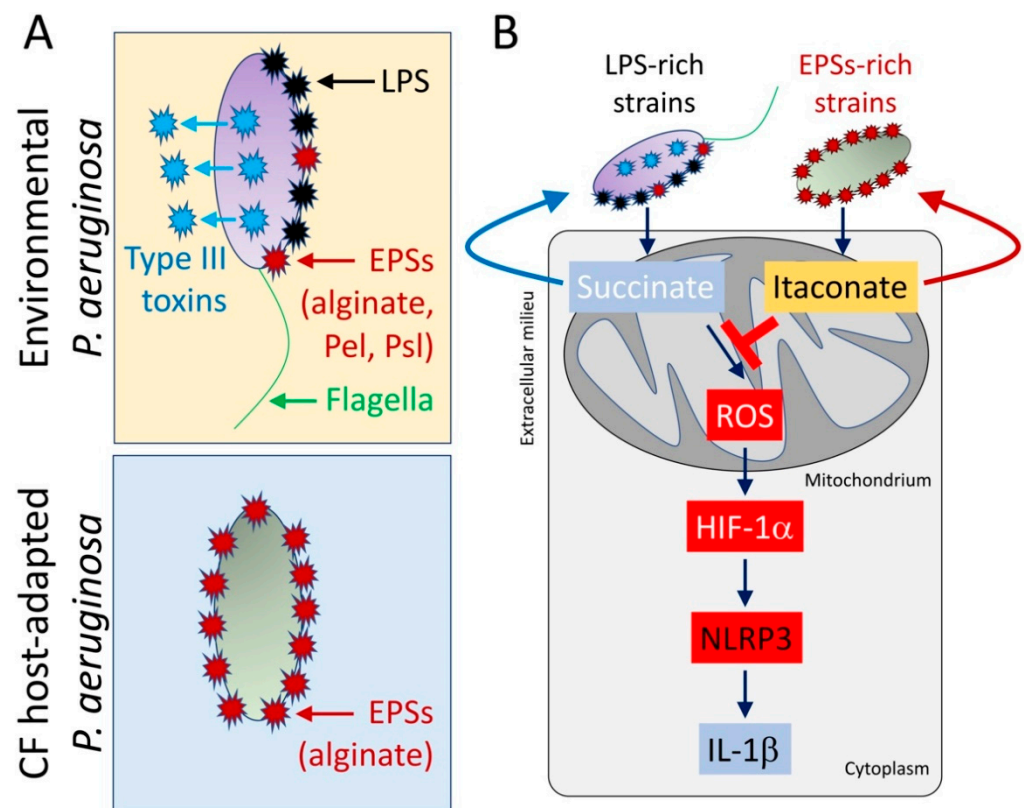 A
Environmental
P. aeruginosa
LPS
Type III
toxins
EPSs
(alginate,
Pel, Psl)
Flagella
CF host-adapted
P. aeruginosa
EPSs
(alginate)
B
LPS-rich
strains
EPSs-rich
strains
Extracellular milieu
Succinate
Itaconate
ROS
Mitochondrium
HIF-1α
NLRP3
IL-1β
Cytoplasm